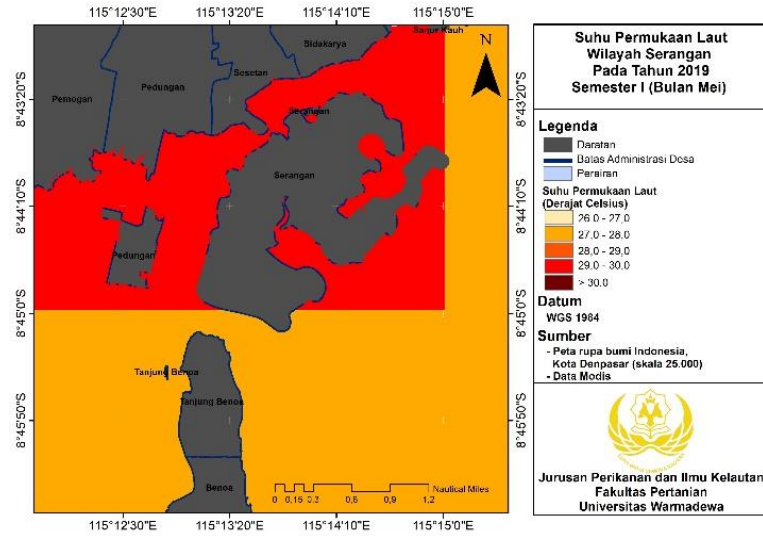 115°12'30"E 115°13'20"E 115°14'10"E 115°15'0"E
8°43'20"S
8°44'10"S
8°45'0"S
8°45'50"S
Sanur Kauh
Sidakarya
Sesetan
Pedungan
Pemogan
Serangan
Serangan
Pedungan
Tanjung Benoa
Tanjung Benoa
Benoa
N
Nautical Miles
0 0,15 0,3 0,6 0,9 1,2
8°43'20"S
8°44'10"S
8°45'0"S
8°45'50"S
115°12'30"E 115°13'20"E 115°14'10"E 115°15'0"E
Suhu Permukaan Laut
Wilayah Serangan
Pada Tahun 2019
Semester I (Bulan Mei)
Legenda
Daratan
Batas Administrasi Desa
Perairan
Suhu Permukaan Laut
(Derajat Celsius)
26,0 - 27,0
27,0 - 28,0
28,0 - 29,0
29,0 - 30,0
> 30,0
Datum
WGS 1984
Sumber
- Peta rupa bumi Indonesia,
Kota Denpasar (skala 25.000)
- Data Modis
Jurusan Perikanan dan Ilmu Kelautan
Fakultas Pertanian
Universitas Warmadewa